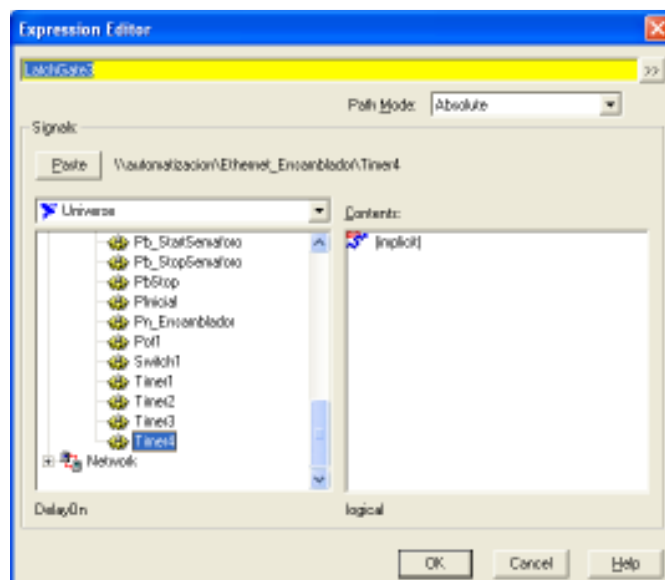 Expression Editor
LatchGate3
>>
Path Mode: Absolute
Signals:
Paste \\automatizacion\Ethernet_Ensamblador\Timer4
Universe
Contents:
Pb_StartSemaforo
Pb_StopSemaforo
PbStop
PInicial
Pn_Ensamblador
Pot1
Switch1
Timer1
Timer2
Timer3
Timer4
Network
(implicit)
DelayOn
logical
OK Cancel Help